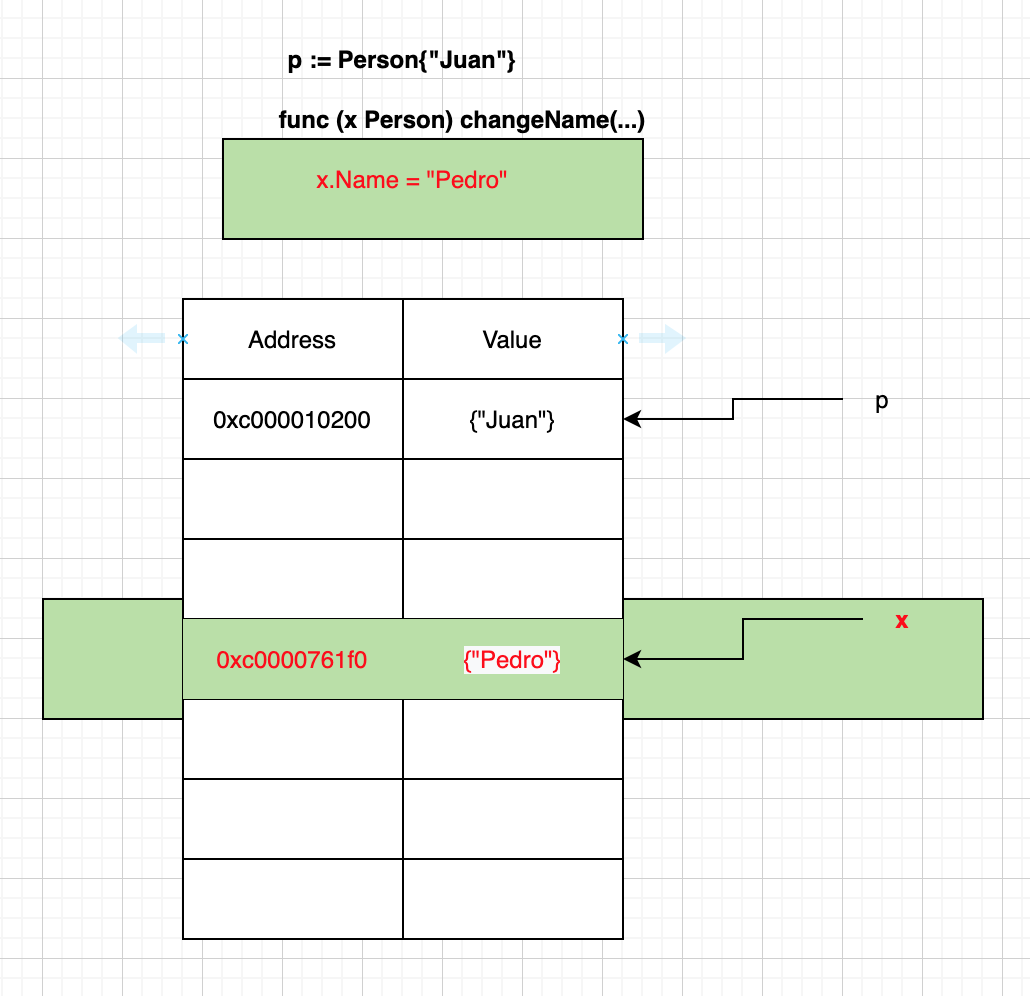 p := Person{"Juan"}
func (x Person) changeName(...)
x.Name = "Pedro"
Address Value
0xc000010200 {"Juan"} p
x
0xc0000761f0 {"Pedro"}